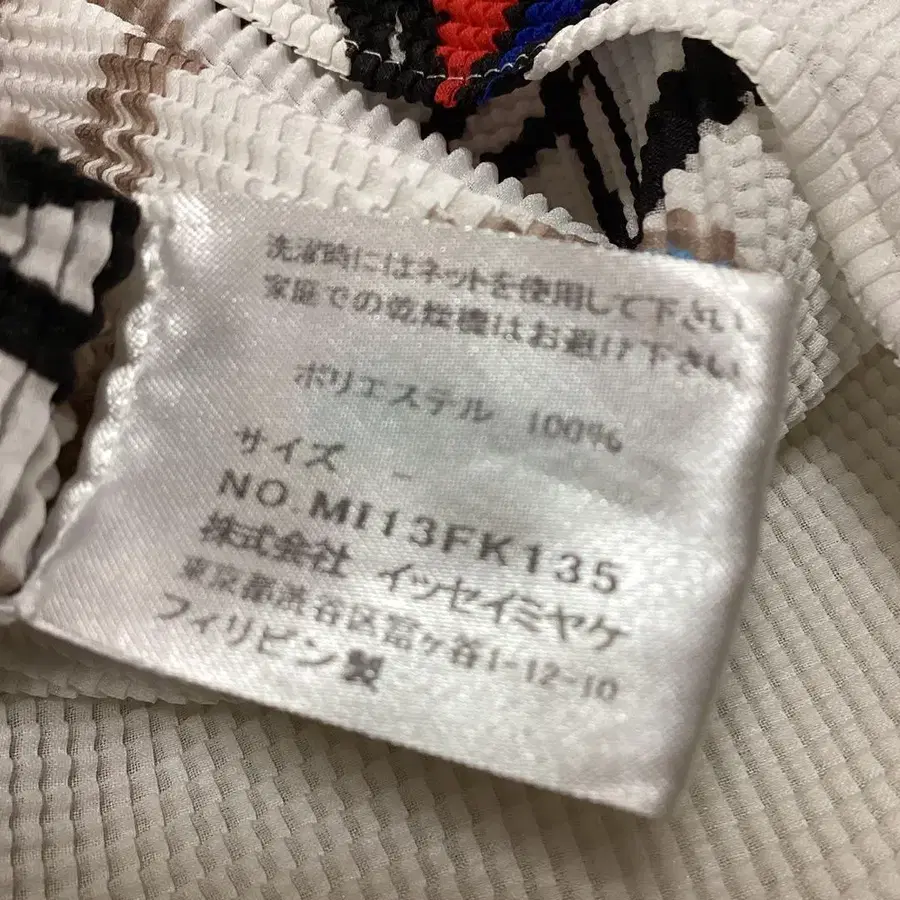 洗濯時にはネットを使用して下さい
家庭での乾燥機はお避け下さい
ポリエステル 100%
サイズ -
NO.MI13FK135
株式会社 イッセイミヤケ
東京都渋谷区富ヶ谷1-12-10
フィリピン製